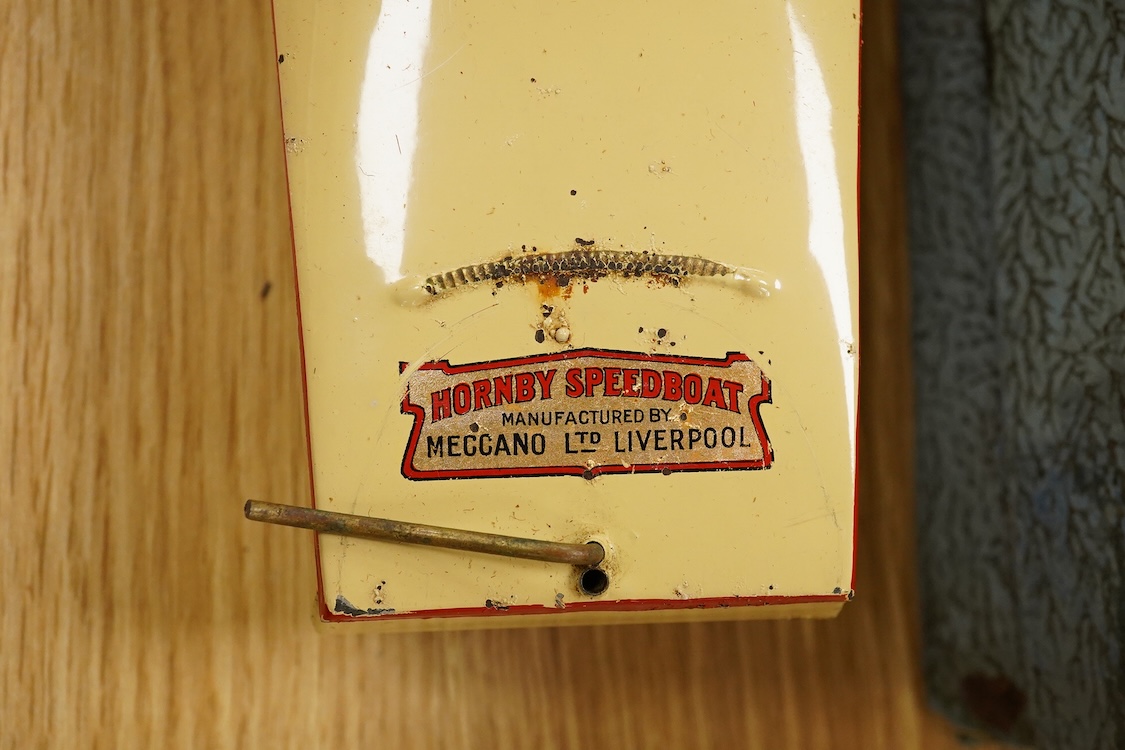 HORNBY SPEEDBOAT
MANUFACTURED BY
MECCANO LTD LIVERPOOL